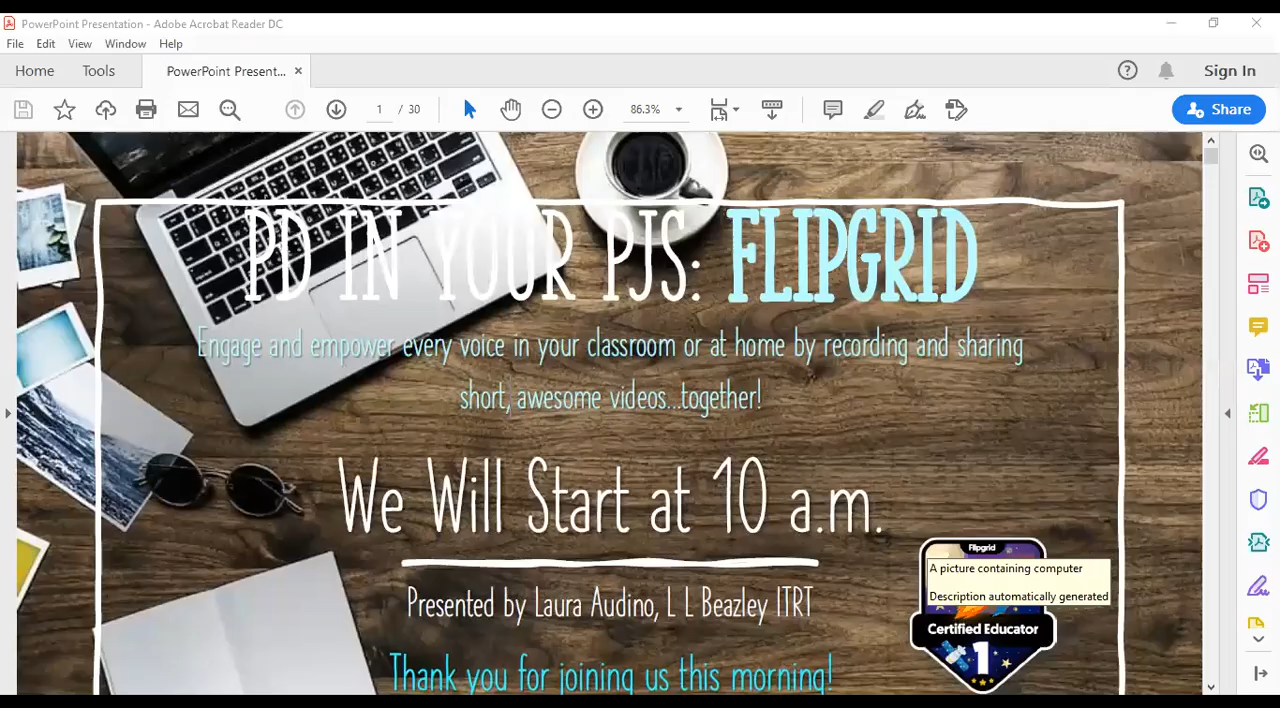 PowerPoint Presentation - Adobe Acrobat Reader DC
File Edit View Window Help
Home Tools PowerPoint Present... × Sign In
1 / 30 86.3% Share
PD IN YOUR PJS: FLIPGRID
Engage and empower every voice in your classroom or at home by recording and sharing
short, awesome videos...together!
We Will Start at 10 a.m.
Presented by Laura Audino, L L Beazley ITRT
Thank you for joining us this morning!
Flipgrid
A picture containing computer
Description automatically generated
Certified Educator
1